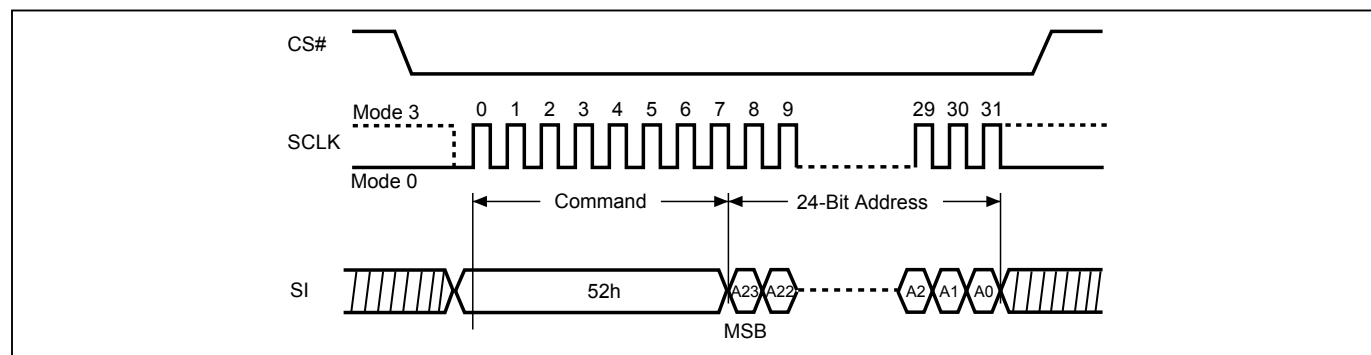 CS#
Mode 3
0 1 2 3 4 5 6 7 8 9 29 30 31
SCLK
Mode 0
Command 24-Bit Address
SI 52h A23 A22 A2 A1 A0
MSB